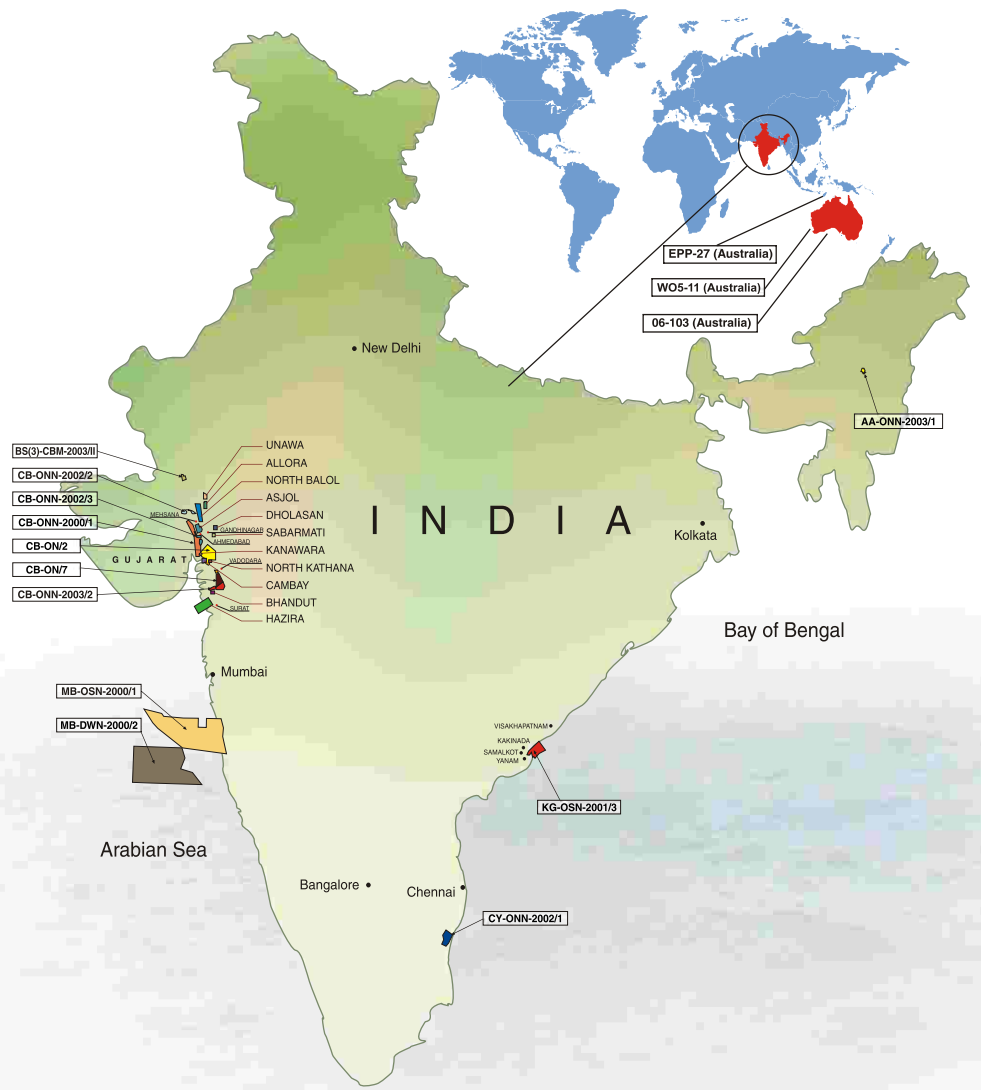 EPP-27 (Australia)
WO5-11 (Australia)
06-103 (Australia)
New Delhi
AA-ONN-2003/1
BS(3)-CBM-2003/II
CB-ONN-2002/2
CB-ONN-2002/3
CB-ONN-2000/1
CB-ON/2
CB-ON/7
CB-ONN-2003/2
UNAWA
ALLORA
NORTH BALOL
ASJOL
DHOLASAN
SABARMATI
KANAWARA
NORTH KATHANA
CAMBAY
BHANDUT
HAZIRA
MEHSANA
GANDHINAGAR
AHMEDABAD
VADODARA
SURAT
GUJARAT
INDIA
Kolkata
Bay of Bengal
Mumbai
MB-OSN-2000/1
MB-DWN-2000/2
VISAKHAPATNAM
KAKINADA
SAMALKOT
YANAM
KG-OSN-2001/3
Arabian Sea
Bangalore
Chennai
CY-ONN-2002/1